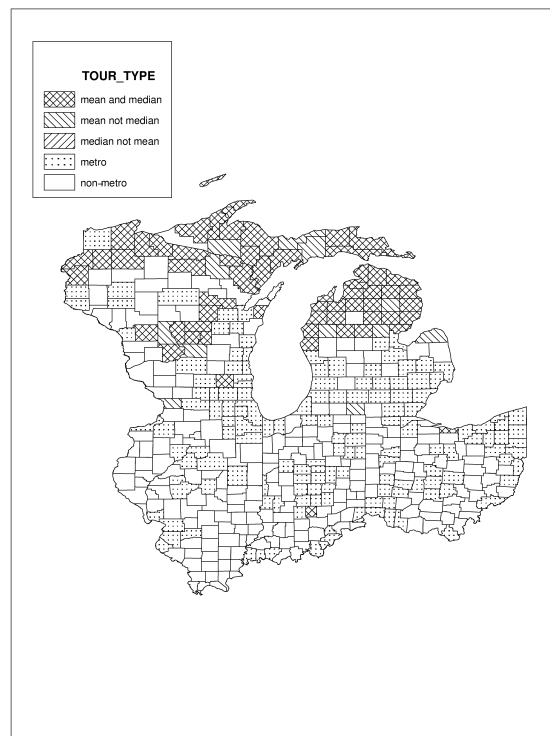 TOUR_TYPE
mean and median
mean not median
median not mean
metro
non-metro